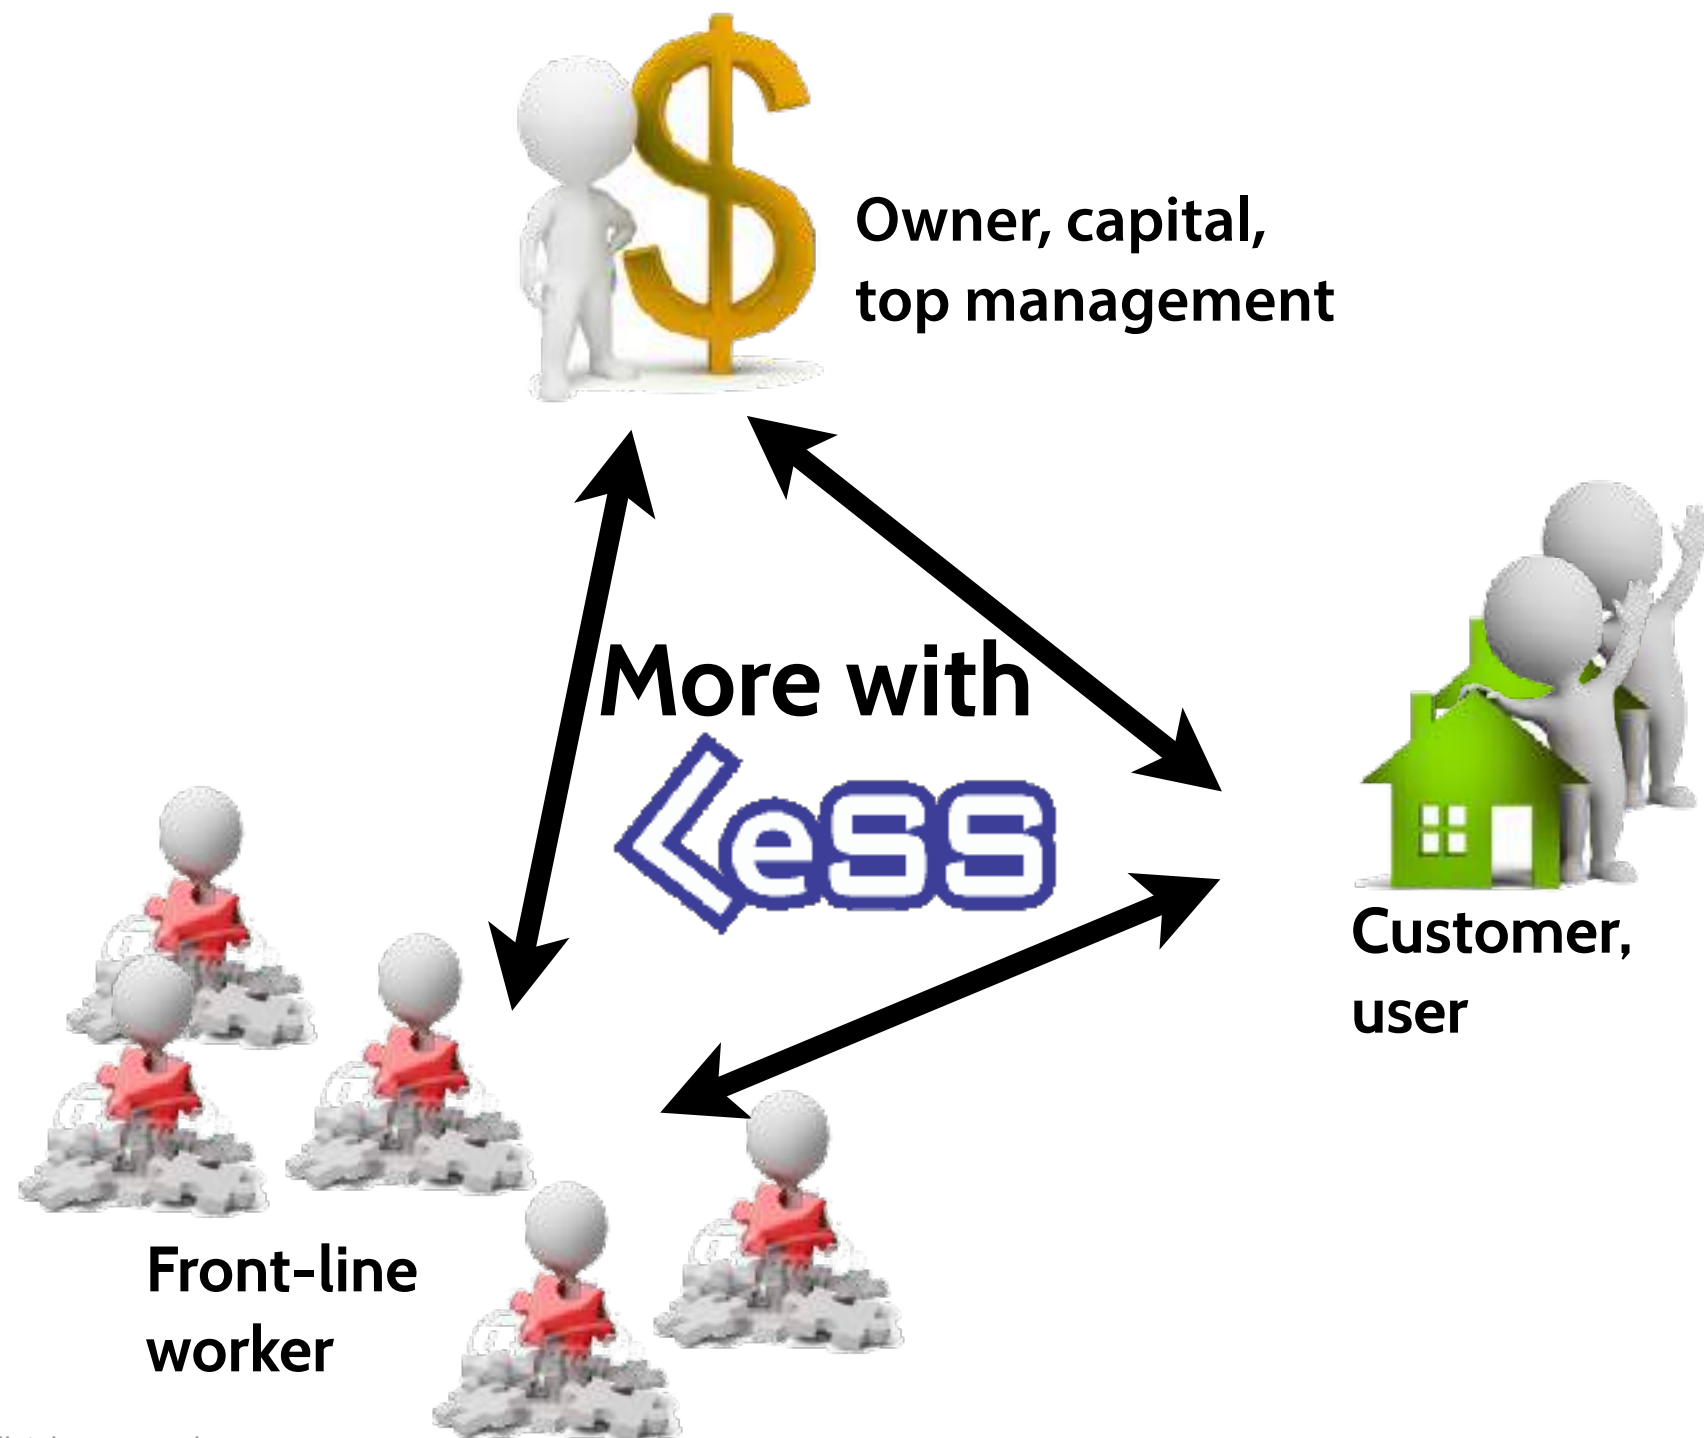 Owner, capital,
top management
More with
LeSS
Customer,
user
Front-line
worker